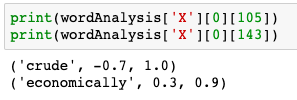 print(wordAnalysis['X'][0][105])
print(wordAnalysis['X'][0][143])
('crude', -0.7, 1.0)
('economically', 0.3, 0.9)